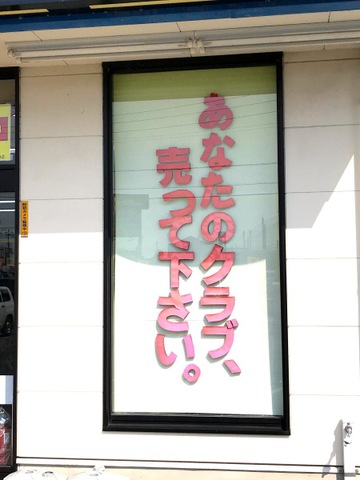 あなたのクラブ、
売って下さい。